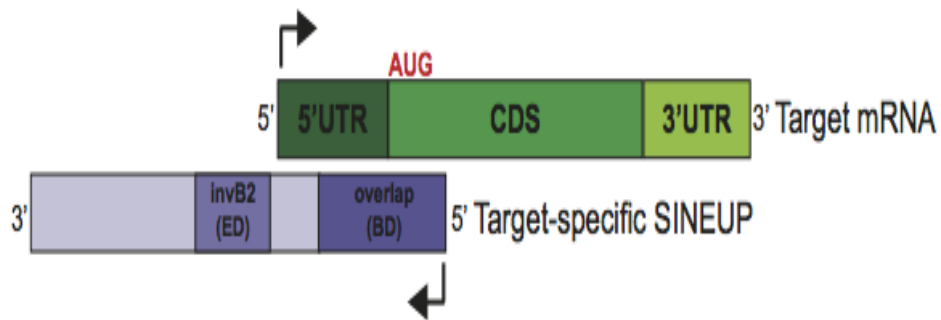 AUG
5' 5'UTR CDS 3'UTR 3' Target mRNA
3' invB2 (ED) overlap (BD) 5' Target-specific SINEUP